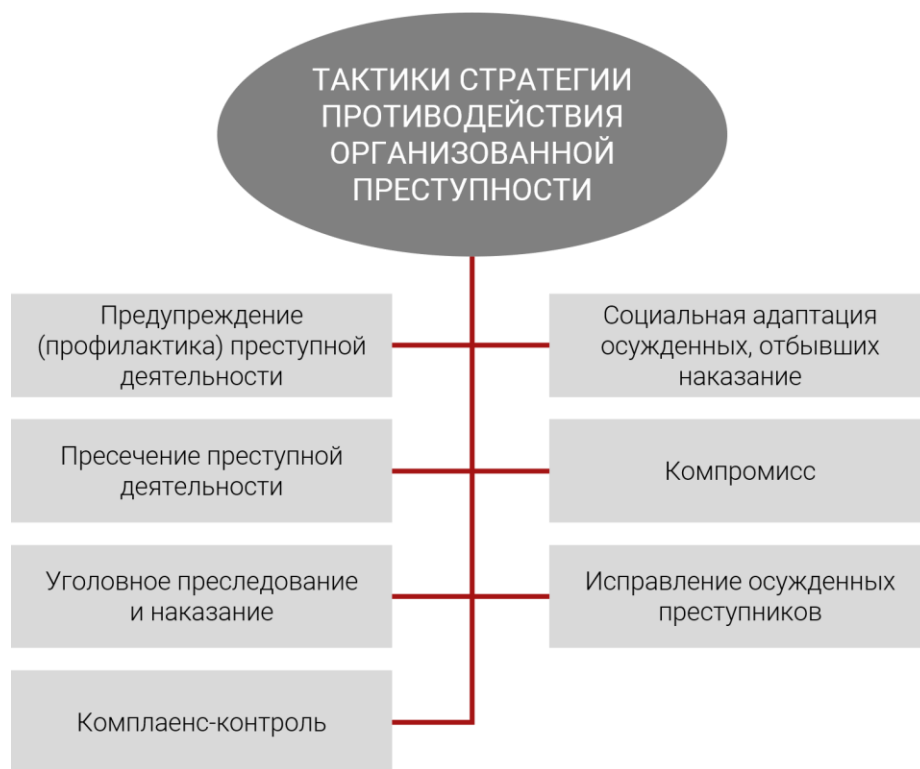 ТАКТИКИ СТРАТЕГИИ
ПРОТИВОДЕЙСТВИЯ
ОРГАНИЗОВАННОЙ
ПРЕСТУПНОСТИ
Предупреждение
(профилактика) преступной
деятельности
Социальная адаптация
осужденных, отбывших
наказание
Пресечение преступной
деятельности
Компромисс
Уголовное преследование
и наказание
Исправление осужденных
преступников
Комплаенс-контроль